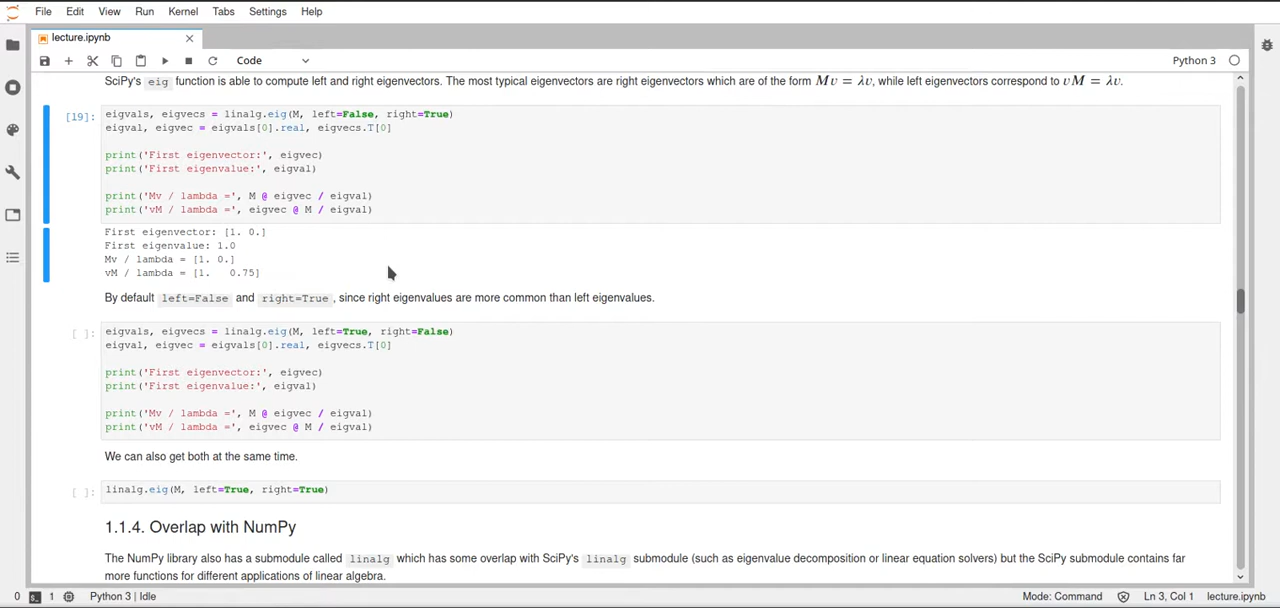 File Edit View Run Kernel Tabs Settings Help
lecture.ipynb
Code
Python 3
SciPy's eig function is able to compute left and right eigenvectors. The most typical eigenvectors are right eigenvectors which are of the form Mv = λv, while left eigenvectors correspond to vM = λv.
[19]:
eigvals, eigvecs = linalg.eig(M, left=False, right=True)
eigval, eigvec = eigvals[0].real, eigvecs.T[0]
print('First eigenvector:', eigvec)
print('First eigenvalue:', eigval)
print('Mv / lambda =', M @ eigvec / eigval)
print('vM / lambda =', eigvec @ M / eigval)
First eigenvector: [1. 0.]
First eigenvalue: 1.0
Mv / lambda = [1. 0.]
vM / lambda = [1.   0.75]
By default left=False and right=True, since right eigenvalues are more common than left eigenvalues.
[ ]:
eigvals, eigvecs = linalg.eig(M, left=True, right=False)
eigval, eigvec = eigvals[0].real, eigvecs.T[0]
print('First eigenvector:', eigvec)
print('First eigenvalue:', eigval)
print('Mv / lambda =', M @ eigvec / eigval)
print('vM / lambda =', eigvec @ M / eigval)
We can also get both at the same time.
[ ]:
linalg.eig(M, left=True, right=True)
1.1.4. Overlap with NumPy
The NumPy library also has a submodule called linalg which has some overlap with SciPy's linalg submodule (such as eigenvalue decomposition or linear equation solvers) but the SciPy submodule contains far
more functions for different applications of linear algebra.
0 1 Python 3 | Idle Mode: Command Ln 3, Col 1 lecture.ipynb